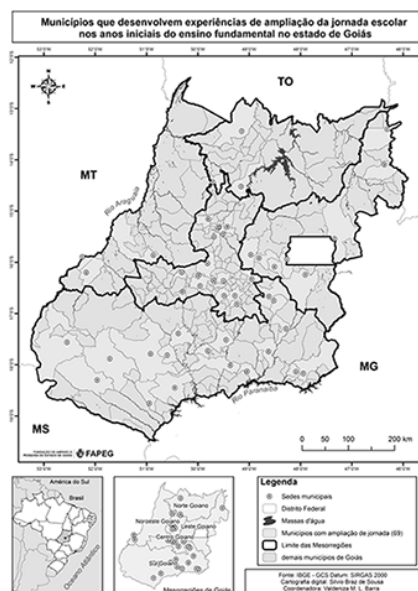 Municípios que desenvolvem experiências de ampliação da jornada escolar
nos anos iniciais do ensino fundamental no estado de Goiás
TO
MT
Rio Araguaia
MG
Rio Paranaíba
MS
FAPEG
0 50 100 200 km
América do Sul
Brasil
Oceano Atlântico
Norte Goiano
Noroeste Goiano
Leste Goiano
Centro Goiano
Sul Goiano
Mesorregiões de Goiás
Legenda
Sedes municipais
Distrito Federal
Massas d'água
Municípios com ampliação de jornada (69)
Limite das Mesorregiões
demais municípios de Goiás
Fonte: IBGE - GCS Datum: SIRGAS 2000
Cartografia digital: Silvio Braz de Sousa
Coordenadora: Valdeniza M. L. Barra